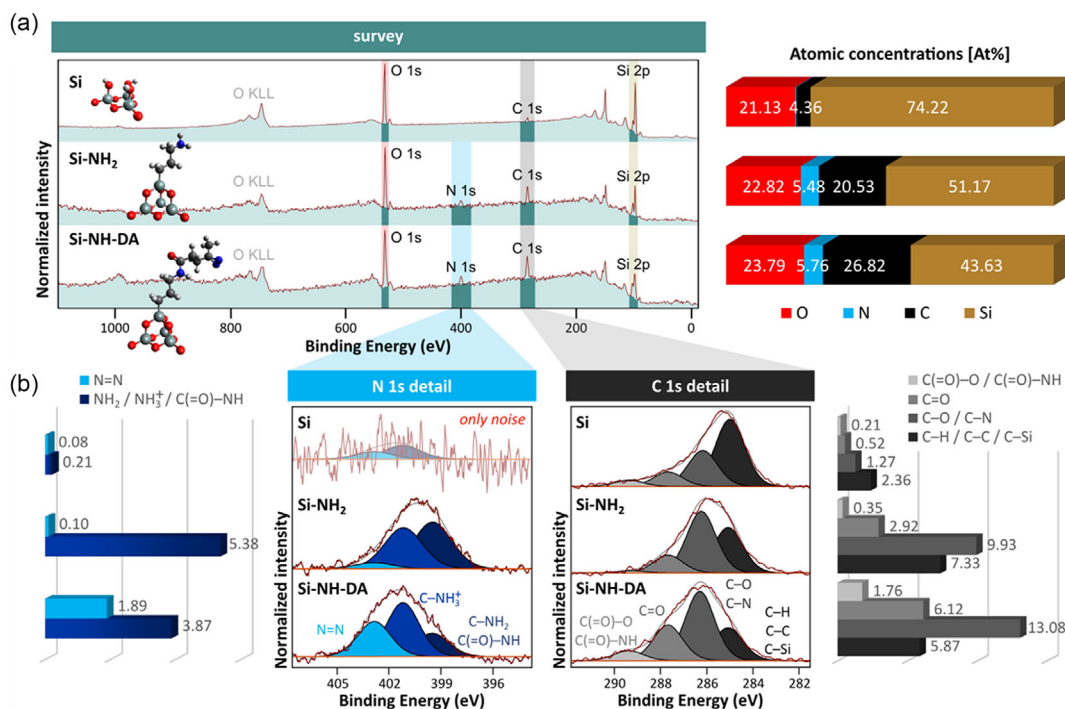 (a)
survey
Si
O KLL
O 1s
C 1s
Si 2p
Si-NH2
O KLL
O 1s
N 1s
C 1s
Si 2p
Si-NH-DA
O KLL
O 1s
N 1s
C 1s
Si 2p
Normalized intensity
1000 800 600 400 200 0
Binding Energy (eV)
Atomic concentrations [At%]
21.13 4.36 74.22
22.82 5.48 20.53 51.17
23.79 5.76 26.82 43.63
O N C Si
(b)
N=N
NH2 / NH3+ / C(=O)–NH
0.08
0.21
0.10
5.38
1.89
3.87
N 1s detail
Si
only noise
Si-NH2
Si-NH-DA
N=N
C–NH3+
C–NH2
C(=O)–NH
Normalized intensity
405 402 399
Binding Energy (eV)
C 1s detail
Si
Si-NH2
Si-NH-DA
C(=O)–O
C(=O)–NH
C=O
C–O
C–N
C–H
C–C
C–Si
Normalized intensity
290 288 286 284 282
Binding Energy (eV)
C(=O)–O / C(=O)–NH
C=O
C–O / C–N
C–H / C–C / C–Si
0.21
0.52
1.27
2.36
0.35
2.92
9.93
7.33
1.76
6.12
13.08
5.87